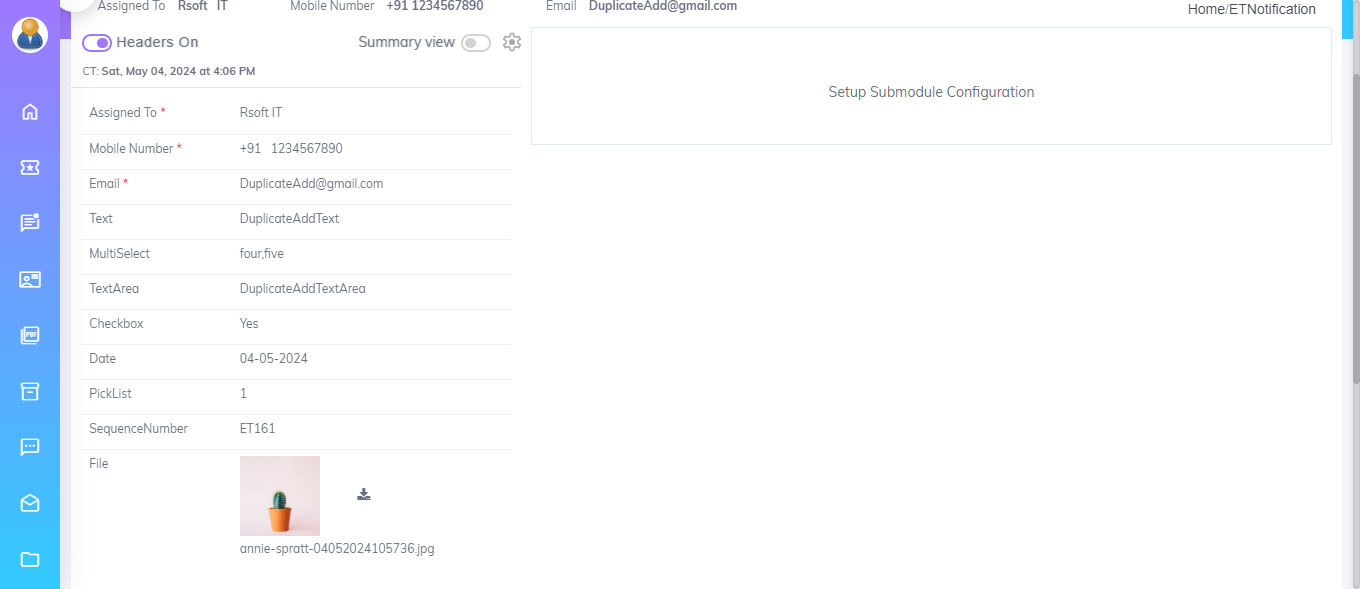 Assigned To Rsoft IT Mobile Number +91 1234567890 Email DuplicateAdd@gmail.com Home/ETNotification
Headers On Summary view
CT: Sat, May 04, 2024 at 4:06 PM
Setup Submodule Configuration
Assigned To * Rsoft IT
Mobile Number * +91 1234567890
Email * DuplicateAdd@gmail.com
Text DuplicateAddText
MultiSelect four,five
TextArea DuplicateAddTextArea
Checkbox Yes
Date 04-05-2024
PickList 1
SequenceNumber ET161
File
annie-spratt-04052024105736.jpg
PDF